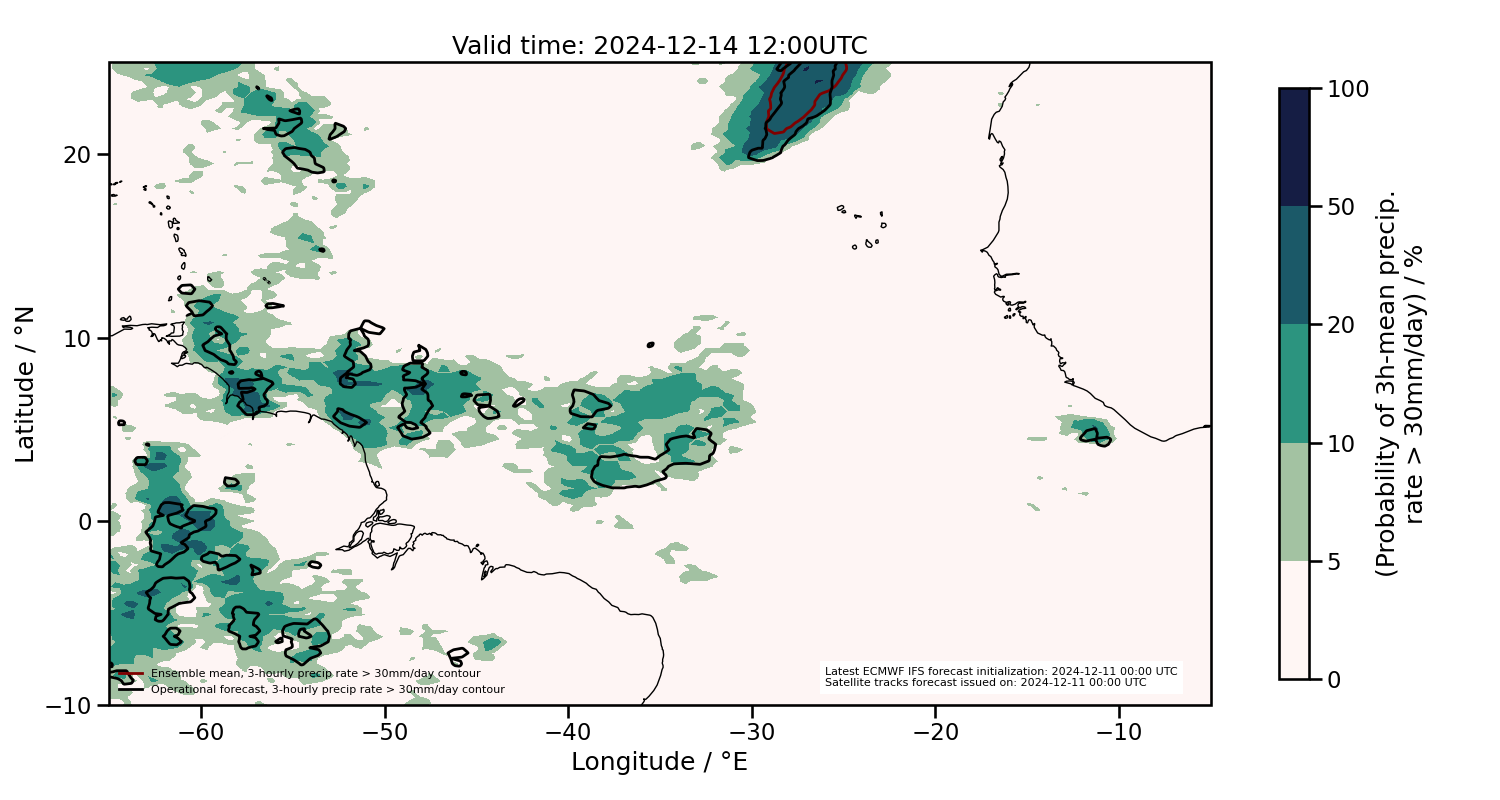 Valid time: 2024-12-14 12:00UTC
Latitude / °N
20
10
0
−10
Ensemble mean, 3-hourly precip rate > 30mm/day contour
Operational forecast, 3-hourly precip rate > 30mm/day contour
Latest ECMWF IFS forecast initialization: 2024-12-11 00:00 UTC
Satellite tracks forecast issued on: 2024-12-11 00:00 UTC
−60
−50
−40
−30
−20
−10
Longitude / °E
100
50
20
10
5
0
(Probability of 3h-mean precip.
rate > 30mm/day) / %